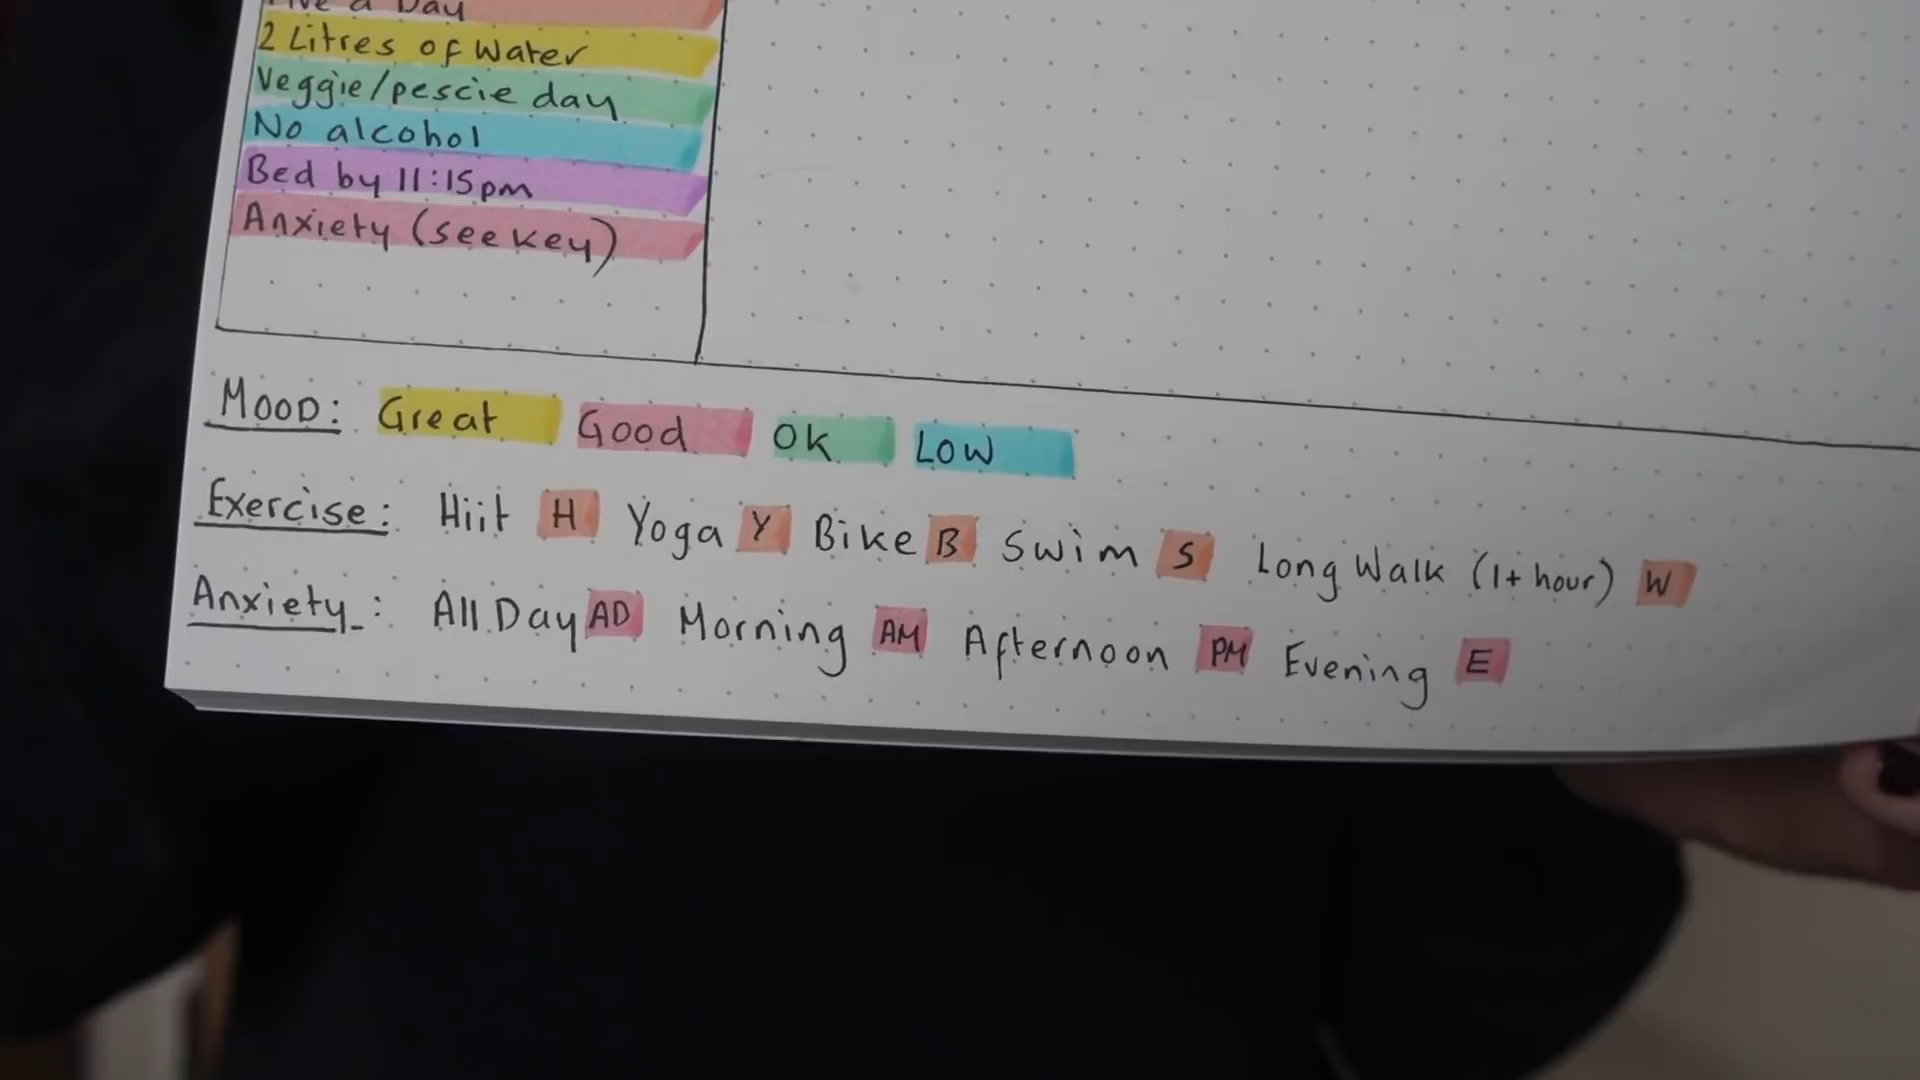 Five a Day
2 Litres of Water
Veggie/pescie day
No alcohol
Bed by 11:15pm
Anxiety (see key)
Mood: Great Good Ok Low
Exercise: Hiit H Yoga Y Bike B Swim S Long Walk (1+ hour) W
Anxiety: All Day AD Morning AM Afternoon PM Evening E